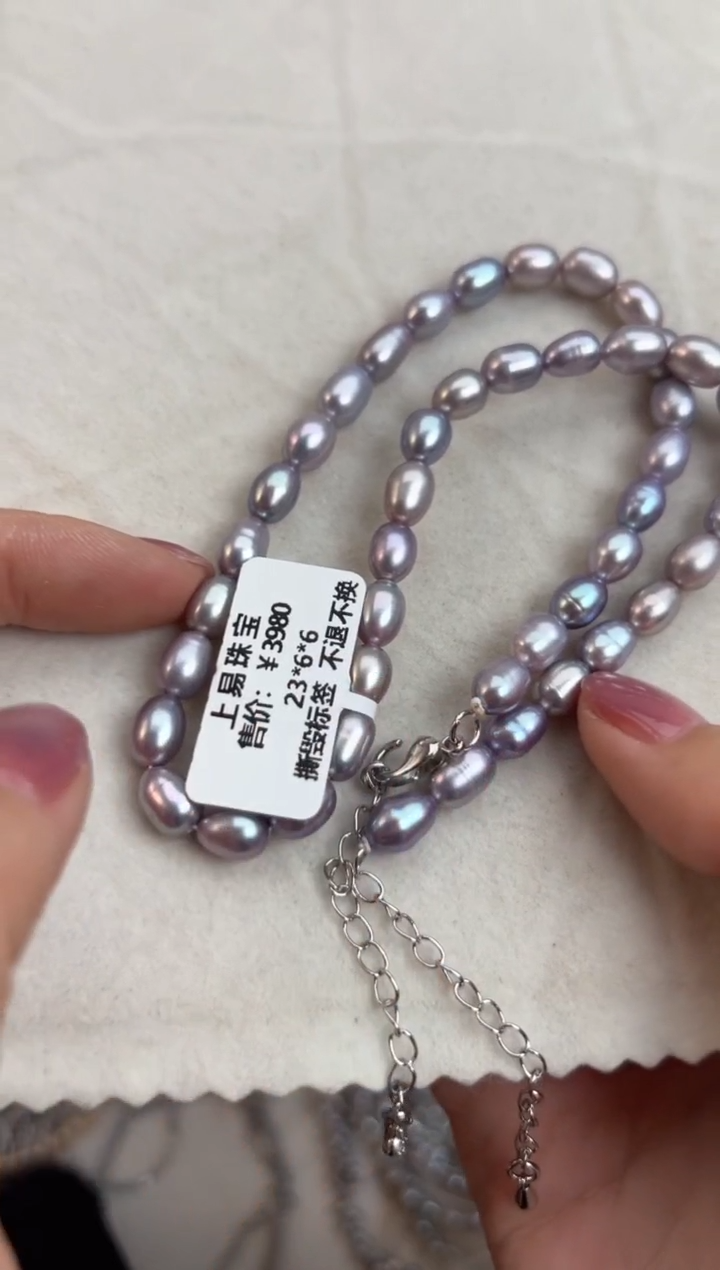 上易珠宝
售价：￥3980
23*6*6
撕毁标签 不退不换